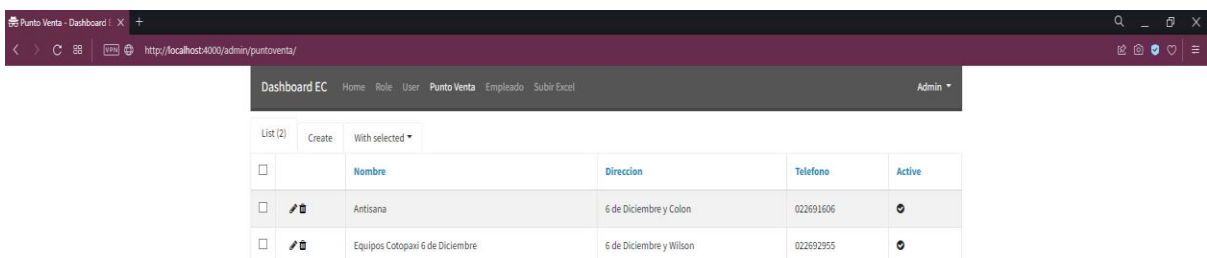 Punto Venta - Dashboard E
VPN http://localhost:4000/admin/puntoventa/
Dashboard EC Home Role User Punto Venta Empleado Subir Excel Admin
List (2) Create With selected
Nombre Direccion Telefono Active
Antisana 6 de Diciembre y Colon 022691606
Equipos Cotopaxi 6 de Diciembre 6 de Diciembre y Wilson 022692955